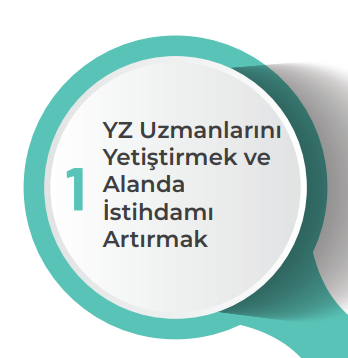 1
YZ Uzmanlarını
Yetiştirmek ve
Alanda
İstihdamı
Artırmak